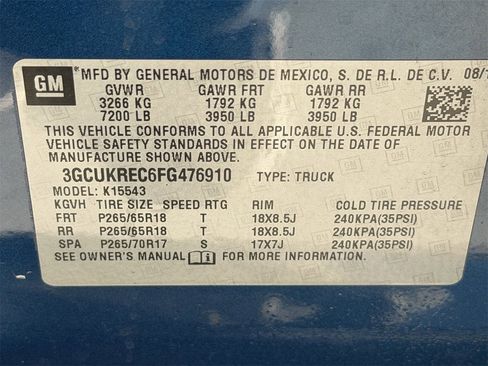 GM
*MFD BY GENERAL MOTORS DE MEXICO, S. DE R.L. DE C.V. 08/
GVWR GAWR FRT GAWR RR
3266 KG 1792 KG 1792 KG
7200 LB 3950 LB 3950 LB
THIS VEHICLE CONFORMS TO ALL APPLICABLE U.S. FEDERAL MOTOR
VEHICLE SAFETY STANDARDS IN EFFECT ON THE DATE OF
MANUFACTURE SHOWN ABOVE.
3GCUKREC6FG476910 TYPE: TRUCK
MODEL: K15543
KGVH TIRE SIZE SPEED RTG RIM COLD TIRE PRESSURE
FRT P265/65R18 T 18X8.5J 240KPA(35PSI)
RR P265/65R18 T 18X8.5J 240KPA(35PSI)
SPA P265/70R17 S 17X7J 240KPA(35PSI)
SEE OWNER'S MANUAL FOR MORE INFORMATION.